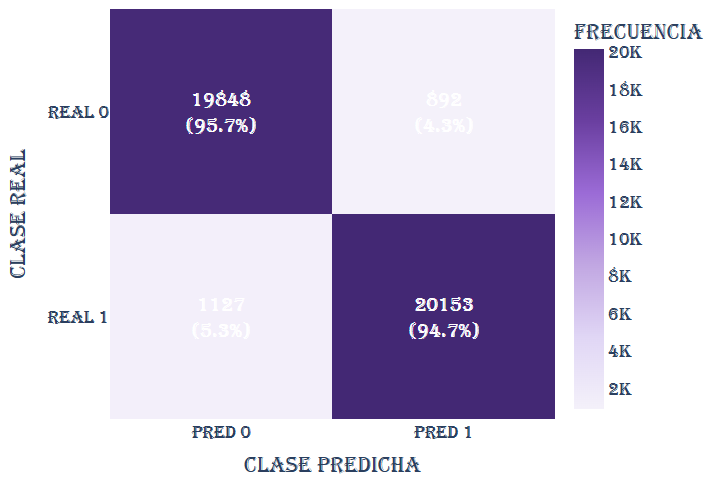 FRECUENCIA
20K
18K
16K
14K
12K
10K
8K
6K
4K
2K
CLASE REAL
REAL 0
19848
(95.7%)
892
(4.3%)
REAL 1
1127
(5.3%)
20153
(94.7%)
PRED 0
PRED 1
CLASE PREDICHA